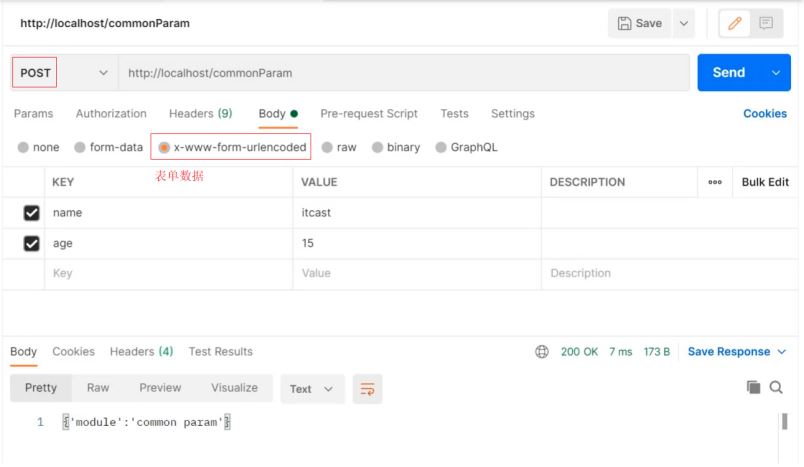 http://localhost/commonParam Save
POST http://localhost/commonParam Send
Params Authorization Headers (9) Body Pre-request Script Tests Settings Cookies
none form-data x-www-form-urlencoded raw binary GraphQL
表单数据
KEY VALUE DESCRIPTION ooo Bulk Edit
name itcast
age 15
Key Value Description
Body Cookies Headers (4) Test Results 200 OK 7 ms 173 B Save Response
Pretty Raw Preview Visualize Text
1 {'module':'common param'}